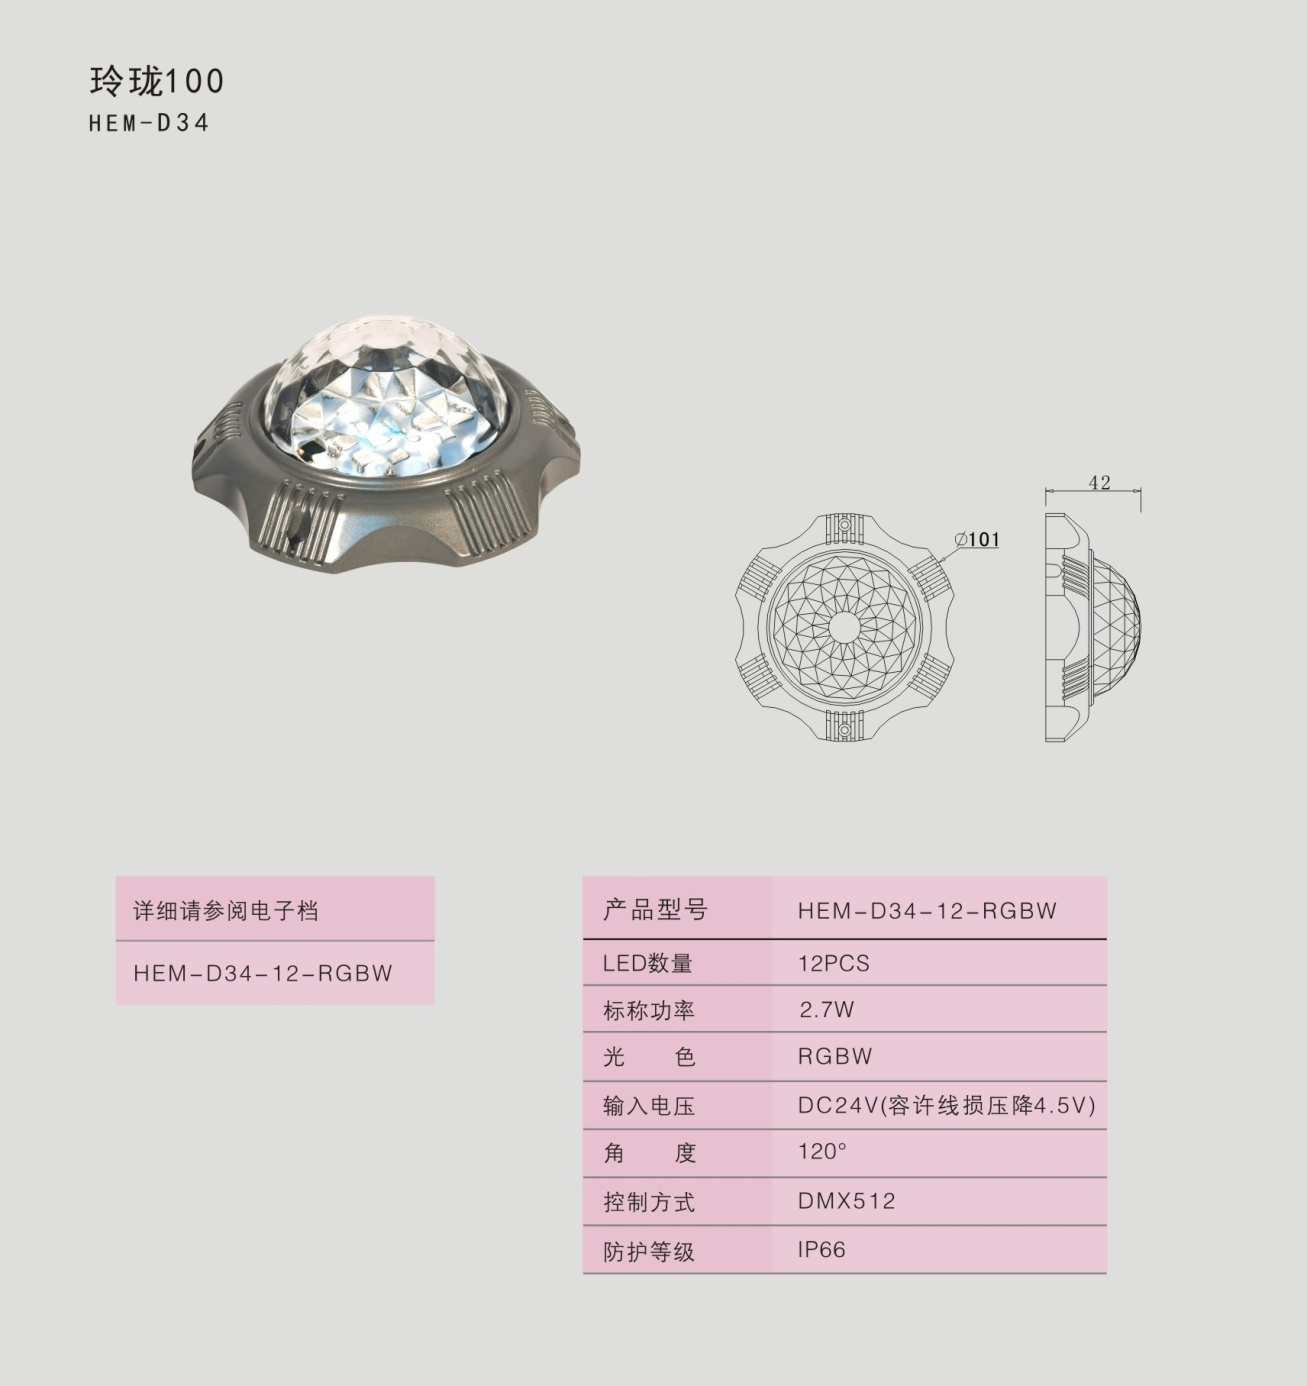 玲珑100
HEM-D34
42
∅101
详细请参阅电子档
HEM-D34-12-RGBW
产品型号 HEM-D34-12-RGBW
LED数量 12PCS
标称功率 2.7W
光 色 RGBW
输入电压 DC24V(容许线损压降4.5V)
角 度 120°
控制方式 DMX512
防护等级 IP66